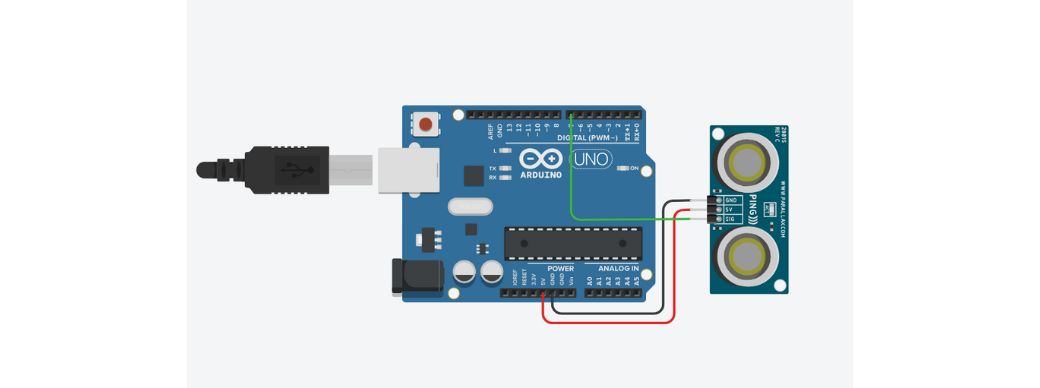 AREF
GND
13
12
~11
~10
~9
8
7
~6
~5
4
~3
2
TX→1
RX←0
DIGITAL (PWM~)
L
TX
RX
ARDUINO
UNO
ON
POWER
ANALOG IN
IOREF
RESET
3.3V
5V
GND
GND
Vin
A0
A1
A2
A3
A4
A5
28015
REV C
WWW.PARALLAX.COM
PING)))
GND
5V
SIG